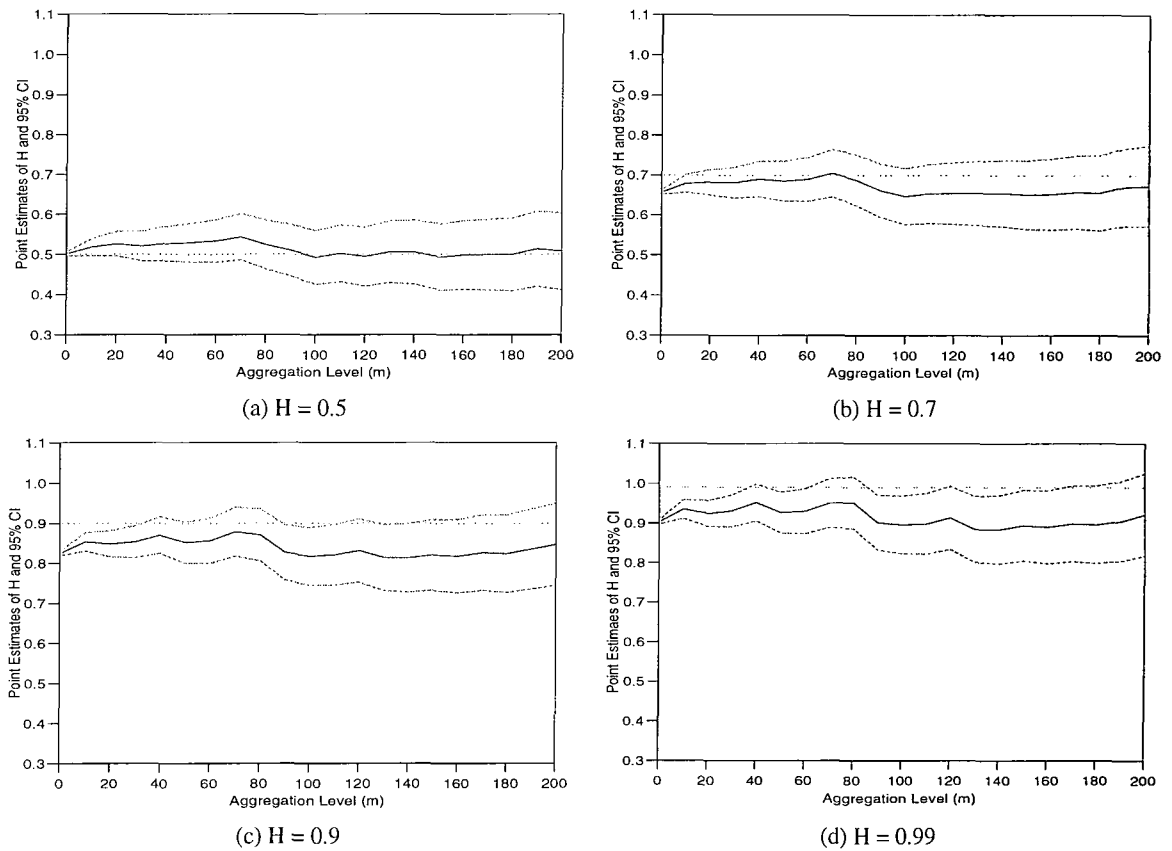 1.1
1.0
0.9
0.8
0.7
0.6
0.5
0.4
0.3
Point Estimates of H and 95% CI
0 20 40 60 80 100 120 140 160 180 200
Aggregation Level (m)
(a) H = 0.5
1.1
1.0
0.9
0.8
0.7
0.6
0.5
0.4
0.3
Point Estimates of H and 95% CI
0 20 40 60 80 100 120 140 160 180 200
Aggregation Level (m)
(b) H = 0.7
1.1
1.0
0.9
0.8
0.7
0.6
0.5
0.4
0.3
Point Estimates of H and 95% CI
0 20 40 60 80 100 120 140 160 180 200
Aggregation Level (m)
(c) H = 0.9
1.1
1.0
0.9
0.8
0.7
0.6
0.5
0.4
0.3
Point Estimaes of H and 95% CI
0 20 40 60 80 100 120 140 160 180 200
Aggregation Level (m)
(d) H = 0.99